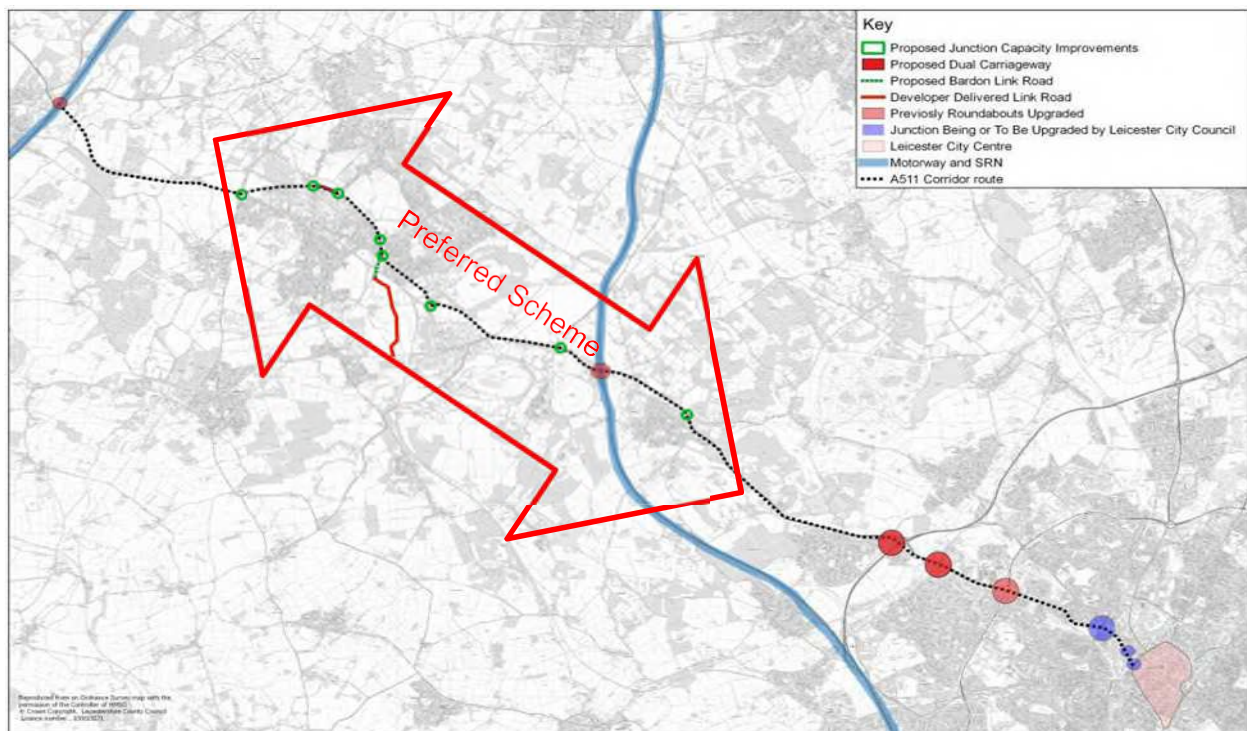 Key
Proposed Junction Capacity Improvements
Proposed Dual Carriageway
Proposed Bardon Link Road
Developer Delivered Link Road
Previosly Roundabouts Upgraded
Junction Being or To Be Upgraded by Leicester City Council
Leicester City Centre
Motorway and SRN
A511 Corridor route
Preferred Scheme
Reproduced from an Ordnance Survey map with the
permission of the Controller of HMSO
© Crown Copyright. Leicestershire County Council
Licence number